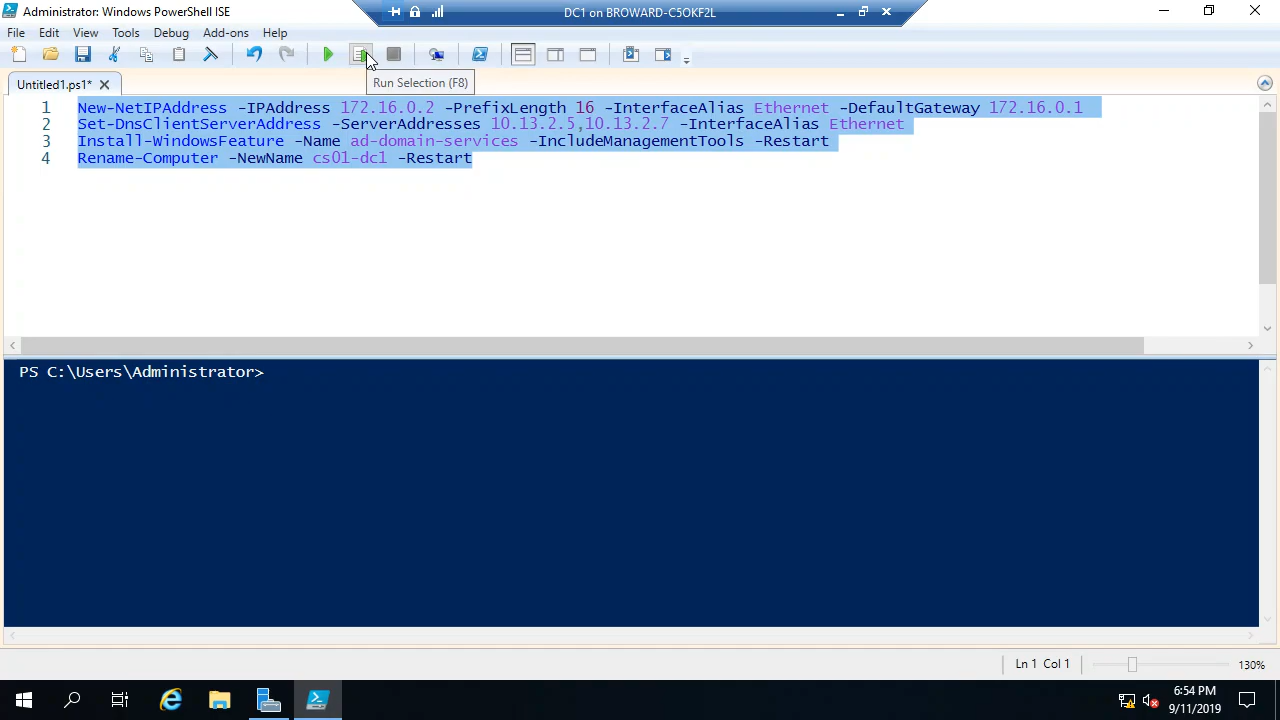 Administrator: Windows PowerShell ISE
DC1 on BROWARD-C5OKF2L
File Edit View Tools Debug Add-ons Help
Untitled1.ps1*
Run Selection (F8)
1 New-NetIPAddress -IPAddress 172.16.0.2 -PrefixLength 16 -InterfaceAlias Ethernet -DefaultGateway 172.16.0.1
2 Set-DnsClientServerAddress -ServerAddresses 10.13.2.5,10.13.2.7 -InterfaceAlias Ethernet
3 Install-WindowsFeature -Name ad-domain-services -IncludeManagementTools -Restart
4 Rename-Computer -NewName cs01-dc1 -Restart
PS C:\Users\Administrator>
Ln 1 Col 1
130%
6:54 PM
9/11/2019